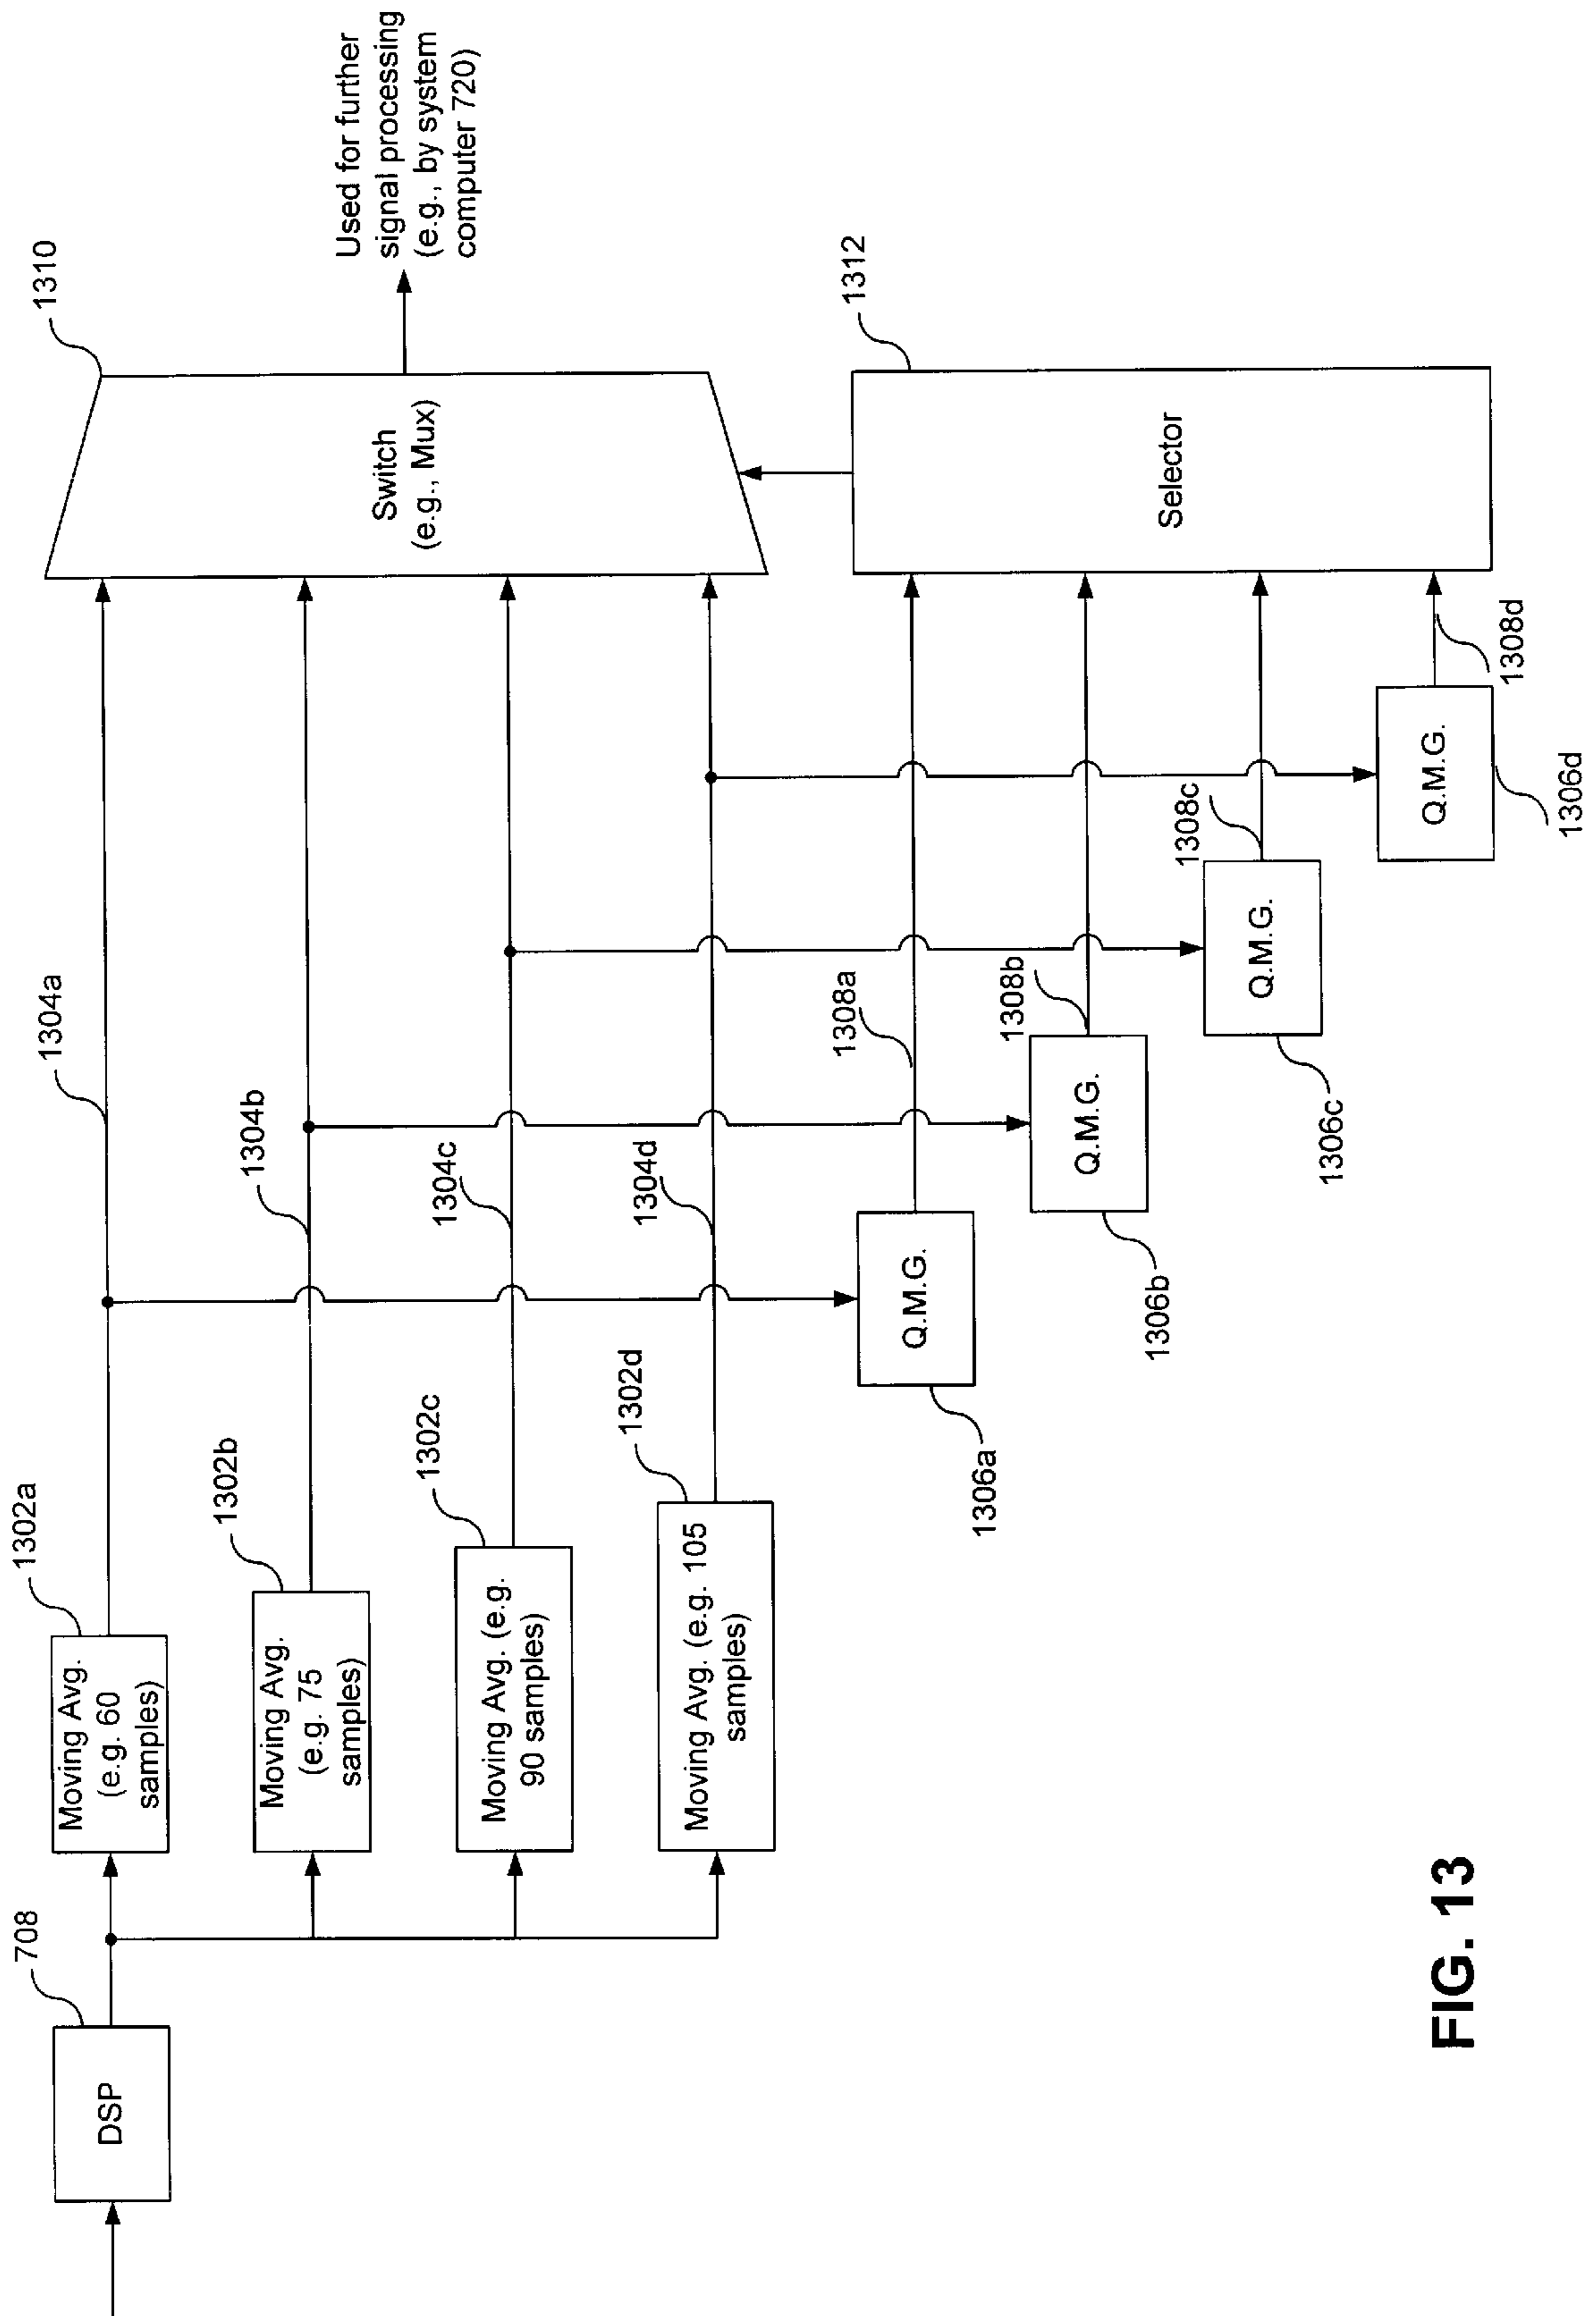 708
DSP
1302a
Moving Avg.
(e.g. 60
samples)
1304a
1302b
Moving Avg.
(e.g. 75
samples)
1304b
1302c
Moving Avg. (e.g.
90 samples)
1304c
1302d
Moving Avg. (e.g. 105
samples)
1304d
1310
Switch
(e.g., Mux)
Used for further
signal processing
(e.g., by system
computer 720)
1306a
Q.M.G.
1308a
1306b
Q.M.G.
1308b
1306c
Q.M.G.
1308c
1306d
Q.M.G.
1308d
1312
Selector
FIG. 13